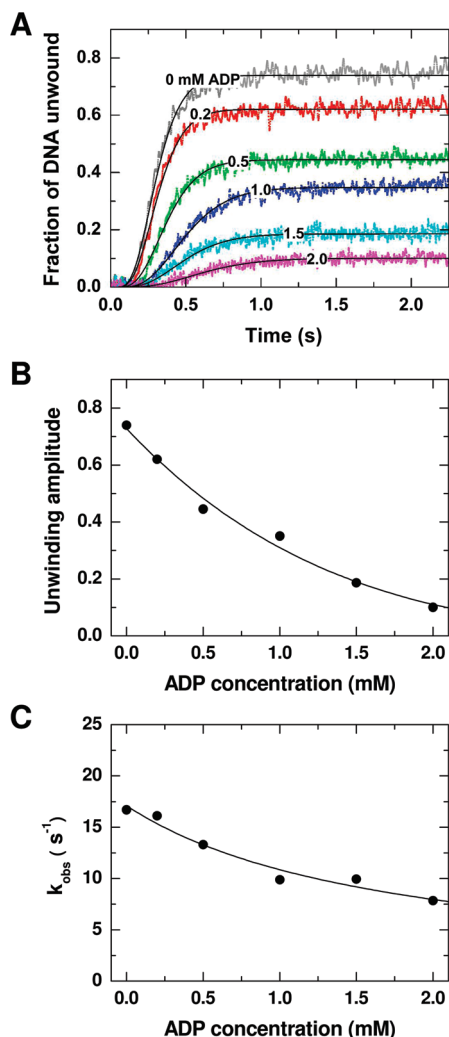 A
Fraction of DNA unwound
0.8
0.6
0.4
0.2
0.0
0 mM ADP
0.2
0.5
1.0
1.5
2.0
0.0 0.5 1.0 1.5 2.0
Time (s)
B
Unwinding amplitude
0.8
0.6
0.4
0.2
0.0
0.0 0.5 1.0 1.5 2.0
ADP concentration (mM)
C
k_obs ( s^-1)
25
20
15
10
5
0
0.0 0.5 1.0 1.5 2.0
ADP concentration (mM)